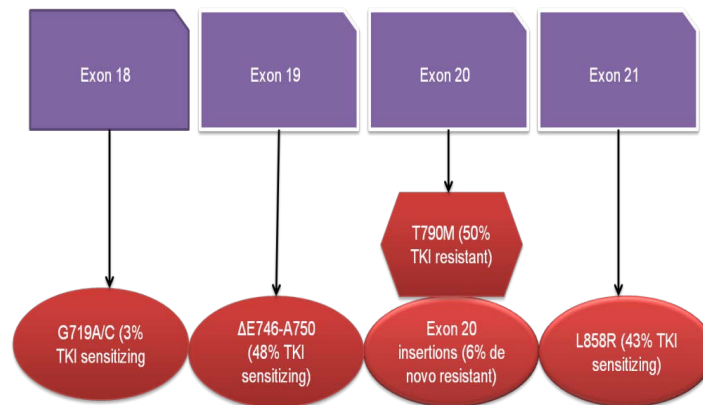 Exon 18
Exon 19
Exon 20
Exon 21
T790M (50%
TKI resistant)
G719A/C (3%
TKI sensitizing
ΔE746-A750
(48% TKI
sensitizing)
Exon 20
insertions (6% de
novo resistant)
L858R (43% TKI
sensitizing)